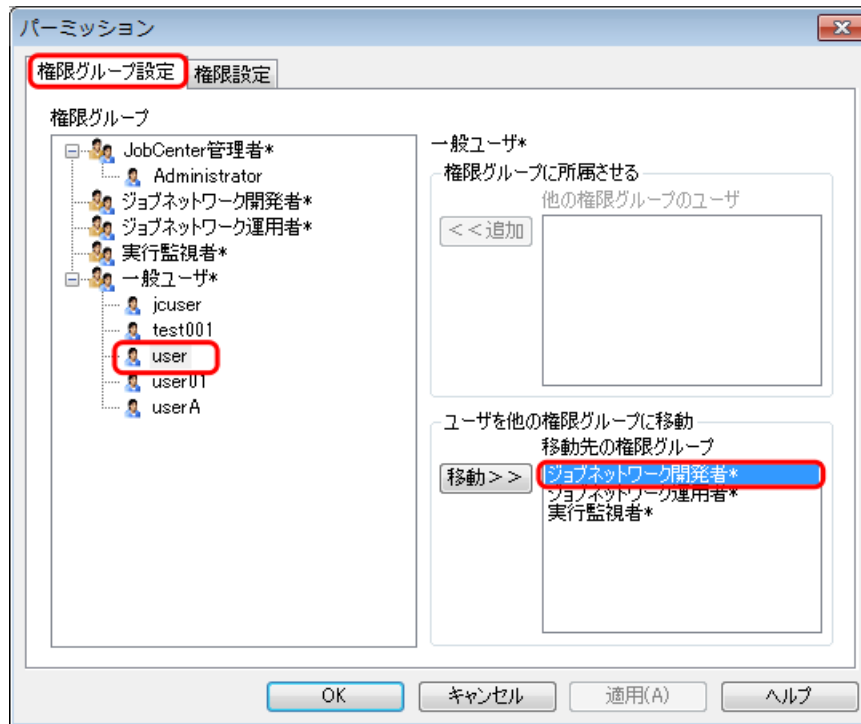 パーミッション
権限グループ設定 権限設定
権限グループ
JobCenter管理者*
Administrator
ジョブネットワーク開発者*
ジョブネットワーク運用者*
実行監視者*
一般ユーザ*
jcuser
test001
user
user01
userA
一般ユーザ*
権限グループに所属させる
他の権限グループのユーザ
<<追加
ユーザを他の権限グループに移動
移動先の権限グループ
移動>>
ジョブネットワーク開発者*
ジョブネットワーク運用者*
実行監視者*
OK キャンセル 適用(A) ヘルプ